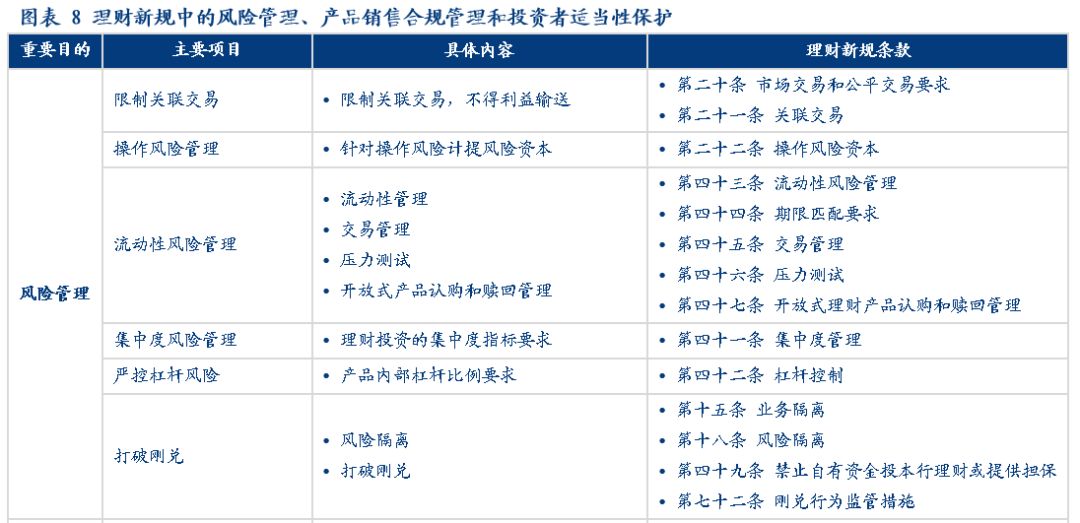 图表 8 理财新规中的风险管理、产品销售合规管理和投资者适当性保护
重要目的 主要项目 具体内容 理财新规条款
风险管理
限制关联交易
• 限制关联交易，不得利益输送
• 第二十条 市场交易和公平交易要求
• 第二十一条 关联交易
操作风险管理
• 针对操作风险计提风险资本
• 第二十二条 操作风险资本
流动性风险管理
• 流动性管理
• 交易管理
• 压力测试
• 开放式产品认购和赎回管理
• 第四十三条 流动性风险管理
• 第四十四条 期限匹配要求
• 第四十五条 交易管理
• 第四十六条 压力测试
• 第四十七条 开放式理财产品认购和赎回管理
集中度风险管理
• 理财投资的集中度指标要求
• 第四十一条 集中度管理
严控杠杆风险
• 产品内部杠杆比例要求
• 第四十二条 杠杆控制
打破刚兑
• 风险隔离
• 打破刚兑
• 第十五条 业务隔离
• 第十八条 风险隔离
• 第四十九条 禁止自有资金投本行理财或提供担保
• 第七十二条 刚兑行为监管措施